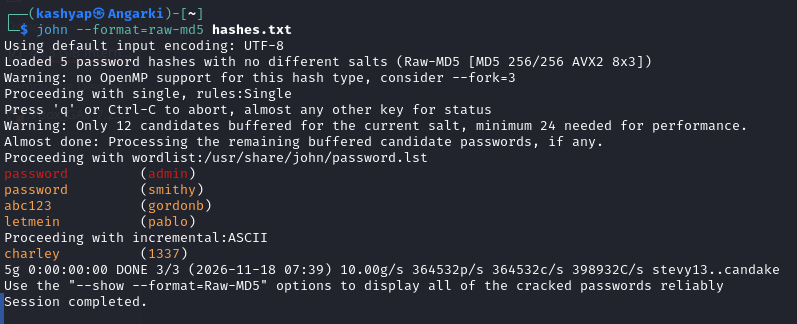 (kashyap㉿Angarki)-[~]
$ john --format=raw-md5 hashes.txt
Using default input encoding: UTF-8
Loaded 5 password hashes with no different salts (Raw-MD5 [MD5 256/256 AVX2 8x3])
Warning: no OpenMP support for this hash type, consider --fork=3
Proceeding with single, rules:Single
Press 'q' or Ctrl-C to abort, almost any other key for status
Warning: Only 12 candidates buffered for the current salt, minimum 24 needed for performance.
Almost done: Processing the remaining buffered candidate passwords, if any.
Proceeding with wordlist:/usr/share/john/password.lst
password         (admin)
password         (smithy)
abc123           (gordonb)
letmein          (pablo)
Proceeding with incremental:ASCII
charley          (1337)
5g 0:00:00:00 DONE 3/3 (2026-11-18 07:39) 10.00g/s 364532p/s 364532c/s 398932C/s stevy13..candake
Use the "--show --format=Raw-MD5" options to display all of the cracked passwords reliably
Session completed.